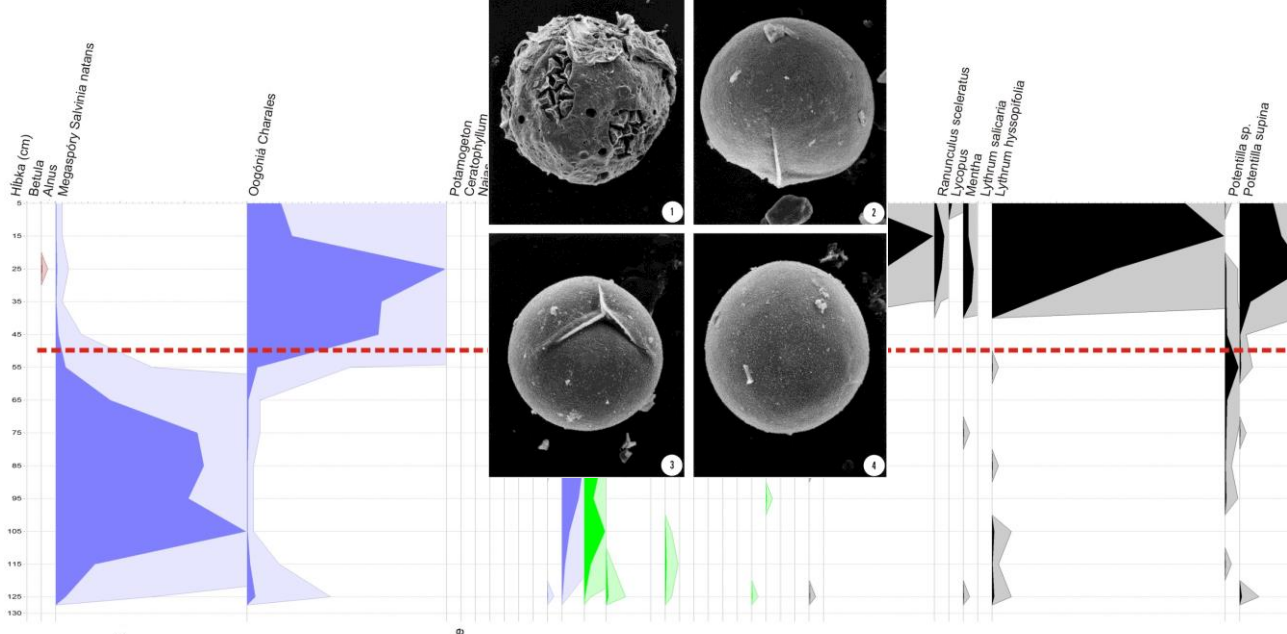 Hĺbka (cm)
Betula
Alnus
Megaspóry Salvinia natans
Oogóniá Charales
Potamogeton
Ceratophyllum
Najas
Ranunculus sceleratus
Lycopus
Mentha
Lythrum salicaria
Lythrum hyssopifolia
Potentilla sp.
Potentilla supina
1
2
3
4
5
15
25
35
45
55
65
75
85
95
105
115
125
130